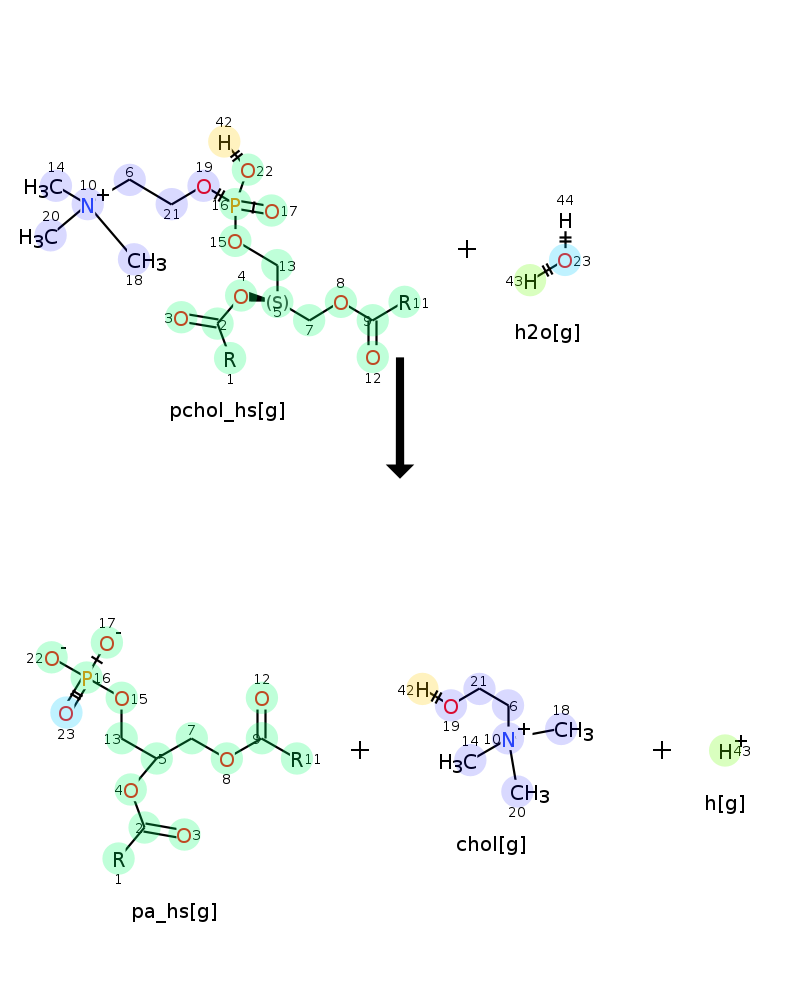 42
H
14
H3C
10
N+
6
19
O
O
22
16
P
O
17
20
H3C
21
CH3
18
15
O
13
44
H
+
43
H
O
23
4
O
(S)
5
8
O
R
11
3
O
2
7
9
R
1
O
12
h2o[g]
pchol_hs[g]
17
O-
22
O-
P
16
O
23
O
15
12
O
13
7
5
9
O
8
R
11
4
O
2
O
3
R
1
+
42
H
O
19
21
6
10
N+
18
CH3
14
H3C
CH3
20
+
H+
43
h[g]
chol[g]
pa_hs[g]